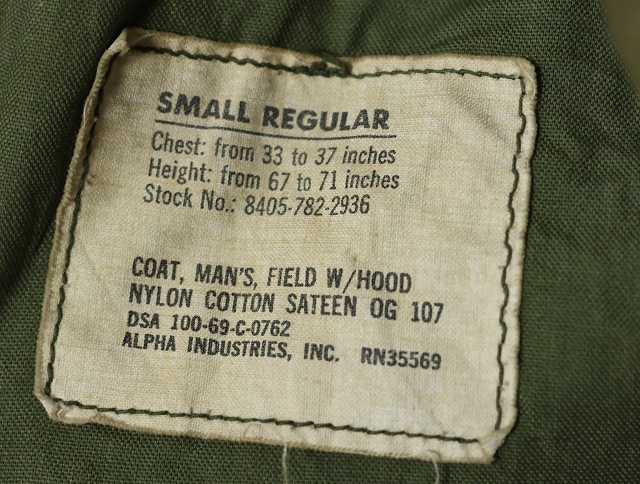 SMALL REGULAR
Chest: from 33 to 37 inches
Height: from 67 to 71 inches
Stock No.: 8405-782-2936
COAT, MAN'S, FIELD W/HOOD
NYLON COTTON SATEEN OG 107
DSA 100-69-C-0762
ALPHA INDUSTRIES, INC. RN35569